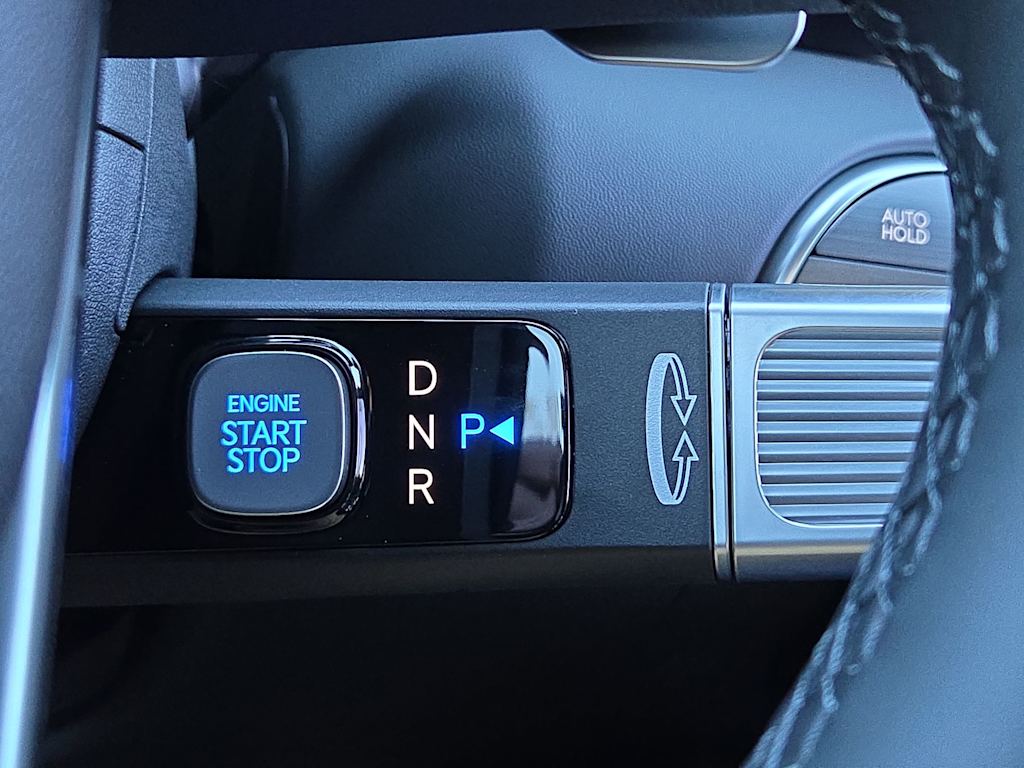 AUTO
HOLD
ENGINE
START
STOP
D
N P
R